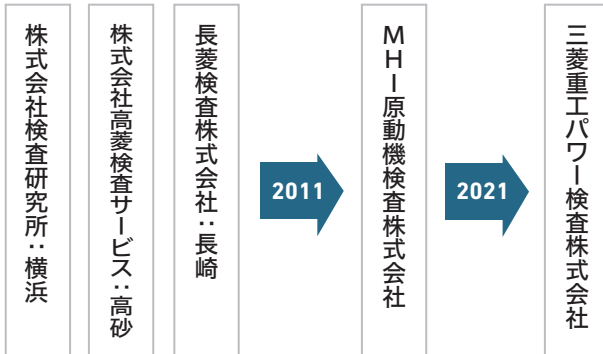 株式会社検査研究所：横浜
株式会社高菱検査サービス：高砂
長菱検査株式会社：長崎
2011
MHI原動機検査株式会社
2021
三菱重工パワー検査株式会社